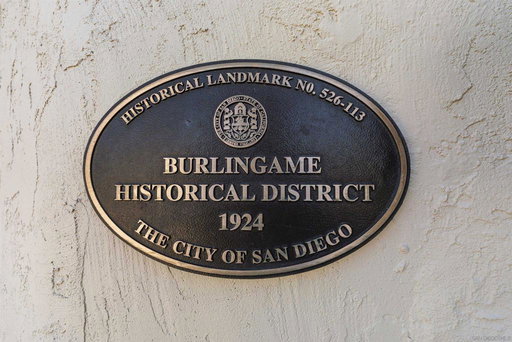 HISTORICAL LANDMARK NO. 526-113
BURLINGAME
HISTORICAL DISTRICT
1924
THE CITY OF SAN DIEGO